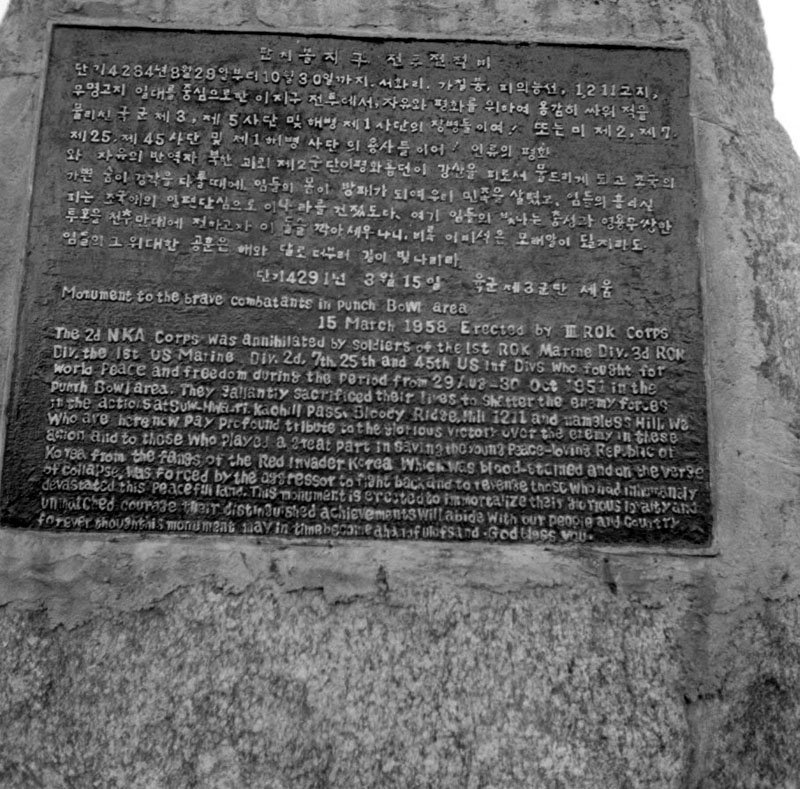 펀치볼지구 전투전적비
단기4284년8월29일부터10월30일까지. 서화리. 가칠봉, 피의능선, 1,211고지,
무명고지 일대를 중심으로한 이지구 전투에서, 자유와 평화를 위하여 용감히 싸워 적을
물리친 국군 제3, 제5사단 및 해병 제1사단의 장병들이여! 또는 미 제2, 제7.
제25. 제45사단 및 제1해병 사단의 용사들이여! 인류의 평화
와 자유의 반역자 북한 괴뢰 제2군단이평화롭던이 강산을 피로서 물드리게 되고 조국의
가쁜 숨이 경각을 다툴때에. 임들의 몸이 방패가 되여우리 민족을 살렸고, 임들의 흘리신
피는 조국애의 일편단심으로 이나라를 건졌도다. 여기 임들의 빛나는 충성과 영용무쌍한
투혼을 천추만대에 전하고자 이 돌을 깎아세우나니. 비록 이비석은 모래알이 될지라도
임들의 그 위대한 공훈은 해와 달로 더부러 길이 빛나리라.
단기4291년 3월15일 육군제3군단 세움
Monument to the brave combatants in Punch Bowl area
15 March 1958 Erected by III ROK Corps
The 2d NKA Corps was annihilated by soldiers of the 1st ROK Marine Div. 3d ROK
Div. the 1st US Marine Div. 2d, 7th, 25th and 45th US Inf Divs who fought for
world peace and freedom during the period from 29 Aug-30 Oct 1951 in the
Punch Bowl area. They gallantly sacrificed their lives to shatter the enemy forces
in the actions at Suw-Hwa-ri. Kachil Pass. Bloody Ridge. Hill 1211 and nameless Hill. We
who are here now pay profound tribute to the glorious victory over the enemy in these
action and to those who played a great part in saving the young Peace-loving Republic of
Korea from the fangs of the Red Invader Korea which was blood-stained and on the verge
of collapse, was forced by the aggressor to fight back and to revenge those who had inhumanely
devastated this peaceful land. This monument is erected to immortalize their glorious loyalty and
unmatched courage their distinguished achievements will abide with our people and country
forever though this monument may in time become a handful of sand. God bless you.